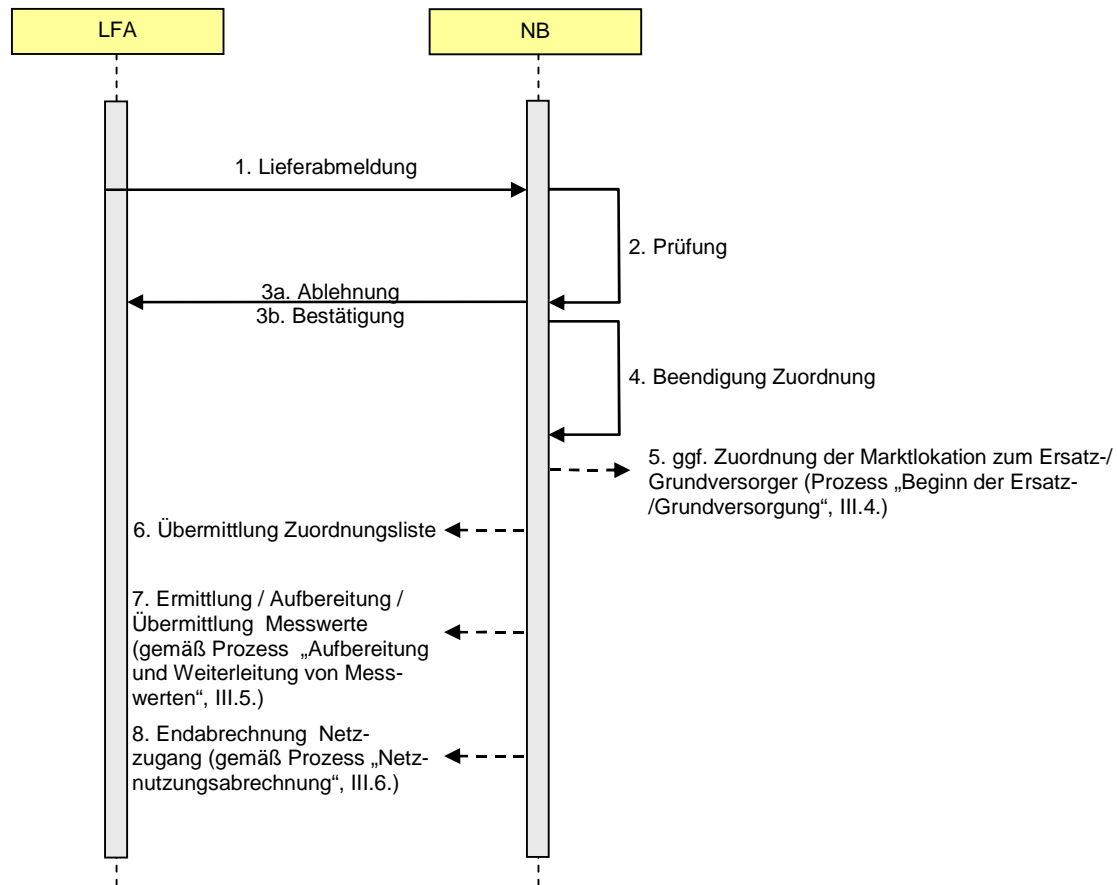 LFA
NB
1. Lieferabmeldung
2. Prüfung
3a. Ablehnung
3b. Bestätigung
4. Beendigung Zuordnung
5. ggf. Zuordnung der Marktlokation zum Ersatz-/
Grundversorger (Prozess „Beginn der Ersatz-
/Grundversorgung“, III.4.)
6. Übermittlung Zuordnungsliste
7. Ermittlung / Aufbereitung /
Übermittlung Messwerte
(gemäß Prozess „Aufbereitung
und Weiterleitung von Mess-
werten“, III.5.)
8. Endabrechnung Netz-
zugang (gemäß Prozess „Netz-
nutzungsabrechnung“, III.6.)